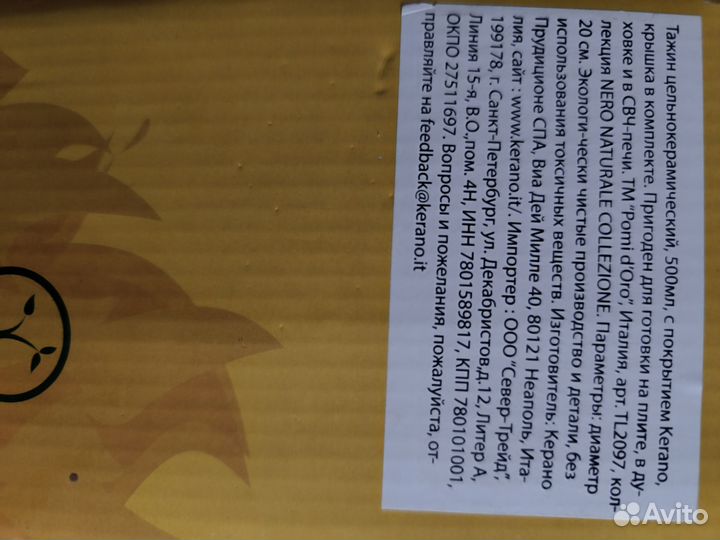 Тажин цельнокерамический, 500мл, с покрытием Kerano,
крышка в комплекте. Пригоден для готовки на плите, в ду-
ховке и в СВЧ-печи. ТМ "Pomi d'Oro", Италия, арт. TL2097, кол-
лекция NERO NATURALE COLLEZIONE. Параметры: диаметр
20 см. Экологи-чески чистые производство и детали, без
использования токсичных веществ. Изготовитель: Керано
Прудиционе СПА, Виа Дей Милле 40, 80121 Неаполь, Ита-
лия, сайт : www.kerano.it/. Импортер : ООО "Север-Трейд",
199178, г. Санкт-Петербург, ул. Декабристов,д.12, Литер А,
Линия 15-я, В.О.,пом. 4Н, ИНН 7801589817, КПП 780101001,
ОКПО 27511697. Вопросы и пожелания, пожалуйста, от-
правляйте на feedback@kerano.it
Avito